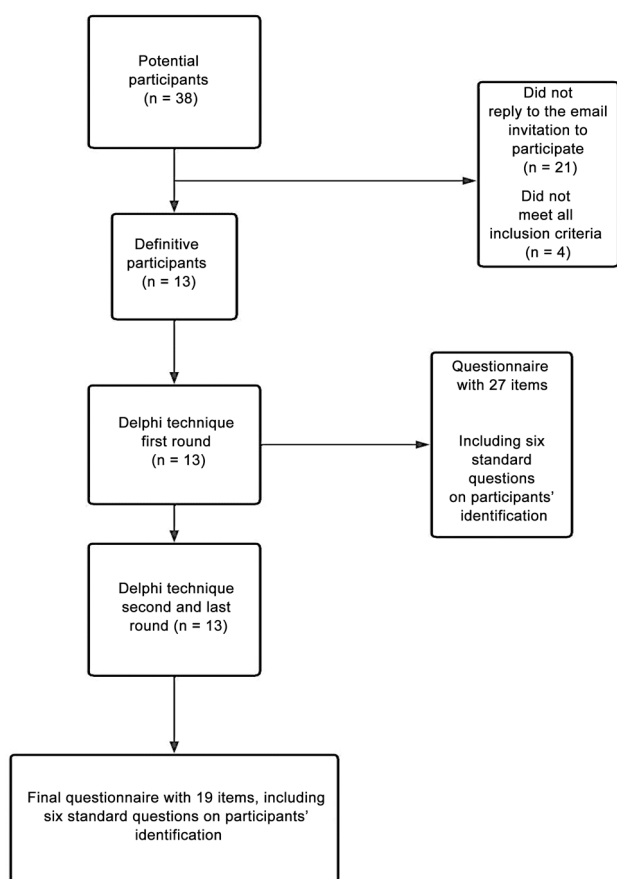 Potential
participants
(n = 38)
Did not
reply to the email
invitation to
participate
(n = 21)
Did not
meet all
inclusion criteria
(n = 4)
Definitive
participants
(n = 13)
Delphi technique
first round
(n = 13)
Questionnaire
with 27 items
Including six
standard
questions
on participants’
identification
Delphi technique
second and last
round (n = 13)
Final questionnaire with 19 items, including
six standard questions on participants’
identification